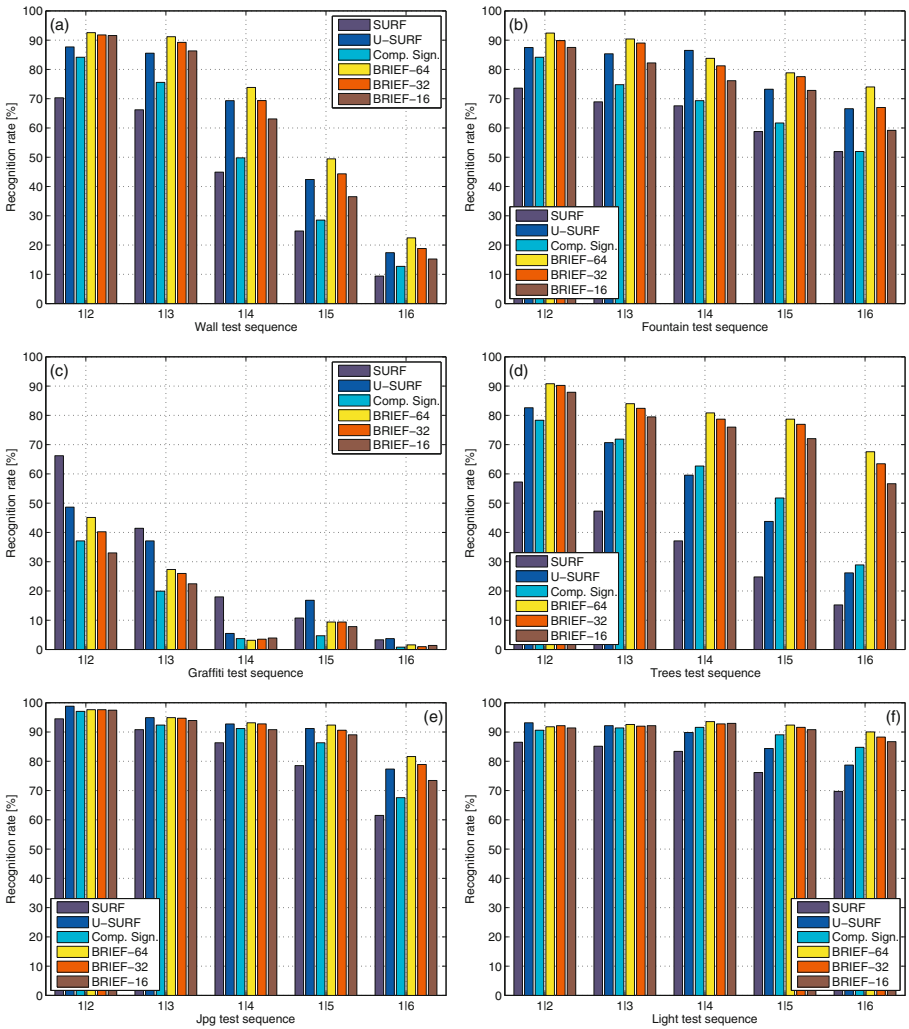 (a)
Recognition rate [%]
100
90
80
70
60
50
40
30
20
10
0
SURF
U-SURF
Comp. Sign.
BRIEF-64
BRIEF-32
BRIEF-16
1|2 1|3 1|4 1|5 1|6
Wall test sequence
(b)
Recognition rate [%]
100
90
80
70
60
50
40
30
20
10
0
SURF
U-SURF
Comp. Sign.
BRIEF-64
BRIEF-32
BRIEF-16
1|2 1|3 1|4 1|5 1|6
Fountain test sequence
(c)
Recognition rate [%]
100
90
80
70
60
50
40
30
20
10
0
SURF
U-SURF
Comp. Sign.
BRIEF-64
BRIEF-32
BRIEF-16
1|2 1|3 1|4 1|5 1|6
Graffiti test sequence
(d)
Recognition rate [%]
100
90
80
70
60
50
40
30
20
10
0
SURF
U-SURF
Comp. Sign.
BRIEF-64
BRIEF-32
BRIEF-16
1|2 1|3 1|4 1|5 1|6
Trees test sequence
(e)
Recognition rate [%]
100
90
80
70
60
50
40
30
20
10
0
SURF
U-SURF
Comp. Sign.
BRIEF-64
BRIEF-32
BRIEF-16
1|2 1|3 1|4 1|5 1|6
Jpg test sequence
(f)
Recognition rate [%]
100
90
80
70
60
50
40
30
20
10
0
SURF
U-SURF
Comp. Sign.
BRIEF-64
BRIEF-32
BRIEF-16
1|2 1|3 1|4 1|5 1|6
Light test sequence